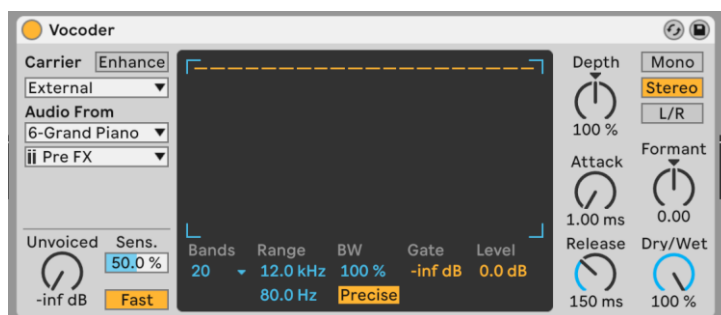 Vocoder
Carrier Enhance
External
Audio From
6-Grand Piano
Pre FX
Unvoiced Sens.
50.0 %
-inf dB Fast
Bands Range BW Gate Level
20 12.0 kHz 100 % -inf dB 0.0 dB
80.0 Hz Precise
Depth
100 %
Attack
1.00 ms
Release
150 ms
Mono
Stereo
L/R
Formant
0.00
Dry/Wet
100 %